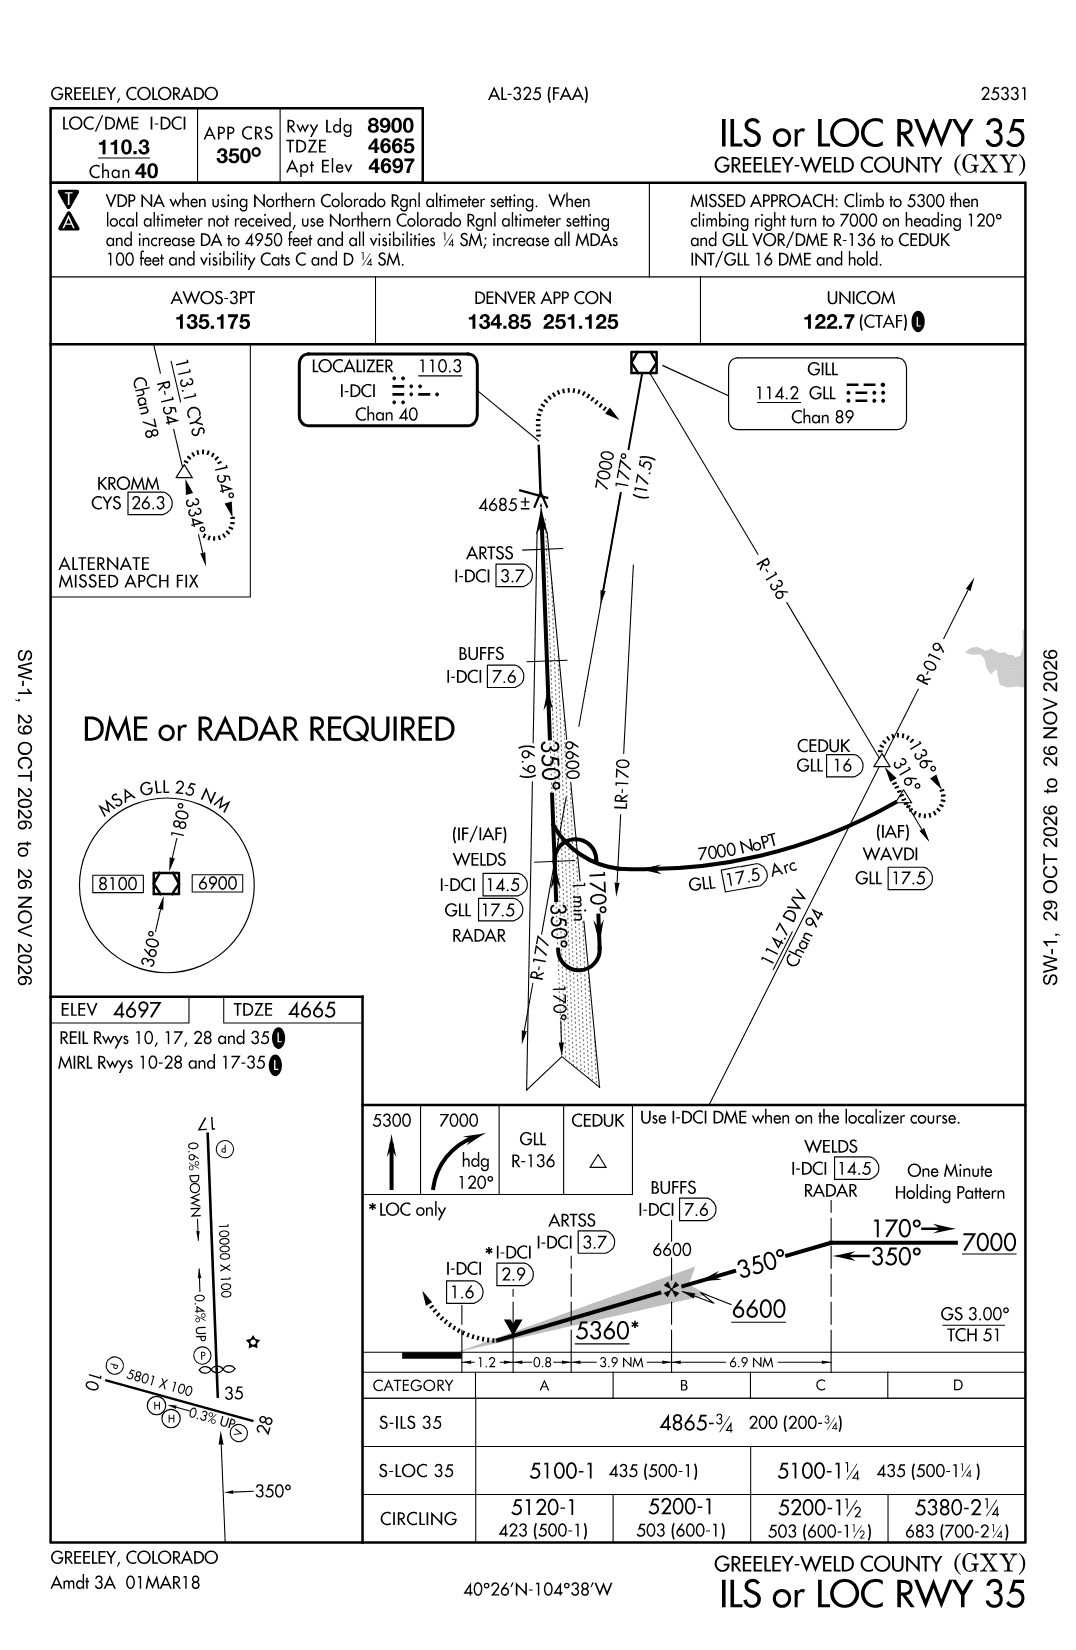 GREELEY, COLORADO
AL-325 (FAA)
25331
LOC/DME I-DCI
110.3
Chan 40
APP CRS
350°
Rwy Ldg 8900
TDZE 4665
Apt Elev 4697
ILS or LOC RWY 35
GREELEY-WELD COUNTY (GXY)
T
A
VDP NA when using Northern Colorado Rgnl altimeter setting. When
local altimeter not received, use Northern Colorado Rgnl altimeter setting
and increase DA to 4950 feet and all visibilities ¼ SM; increase all MDAs
100 feet and visibility Cats C and D ¼ SM.
MISSED APPROACH: Climb to 5300 then
climbing right turn to 7000 on heading 120°
and GLL VOR/DME R-136 to CEDUK
INT/GLL 16 DME and hold.
AWOS-3PT
135.175
DENVER APP CON
134.85 251.125
UNICOM
122.7 (CTAF) L
113.1 CYS
R-154
Chan 78
KROMM
CYS 26.3
154°
334°
ALTERNATE
MISSED APCH FIX
LOCALIZER 110.3
I-DCI
Chan 40
GILL
114.2 GLL
Chan 89
7000
177°
(17.5)
4685±
ARTSS
I-DCI 3.7
R-136
BUFFS
I-DCI 7.6
R-019
DME or RADAR REQUIRED
350°
(6.9)
6600
LR-170
CEDUK
GLL 16
136°
316°
MSA GLL 25 NM
180°
8100
6900
360°
(IF/IAF)
WELDS
I-DCI 14.5
GLL 17.5
RADAR
7000 NoPT
GLL 17.5 Arc
(IAF)
WAVDI
GLL 17.5
170°
1 min
350°
R-177
170°
114.7 DVV
Chan 94
SW-1, 29 OCT 2026 to 26 NOV 2026
SW-1, 29 OCT 2026 to 26 NOV 2026
ELEV 4697
TDZE 4665
REIL Rwys 10, 17, 28 and 35 L
MIRL Rwys 10-28 and 17-35 L
17
P
0.6% DOWN
10000 X 100
0.4% UP
P
35
P
10
5801 X 100
H
H
0.3% UP
V
28
350°
5300
7000
hdg
120°
GLL
R-136
CEDUK
Use I-DCI DME when on the localizer course.
*LOC only
WELDS
I-DCI 14.5
RADAR
One Minute
Holding Pattern
BUFFS
I-DCI 7.6
6600
ARTSS
I-DCI 3.7
*I-DCI
2.9
I-DCI
1.6
170°
350°
7000
350°
6600
5360*
GS 3.00°
TCH 51
1.2
0.8
3.9 NM
6.9 NM
CATEGORY A B C D
S-ILS 35 4865-¾ 200 (200-¾)
S-LOC 35 5100-1 435 (500-1) 5100-1¼ 435 (500-1¼)
CIRCLING 5120-1 423 (500-1) 5200-1 503 (600-1) 5200-1½ 503 (600-1½) 5380-2¼ 683 (700-2¼)
GREELEY, COLORADO
Amdt 3A 01MAR18
40°26'N-104°38'W
GREELEY-WELD COUNTY (GXY)
ILS or LOC RWY 35